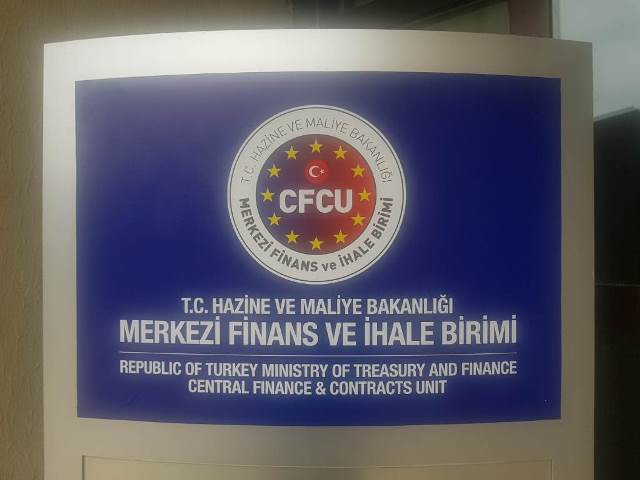 T.C. HAZİNE VE MALİYE BAKANLIĞI
CFCU
MERKEZİ FİNANS ve İHALE BİRİMİ
T.C. HAZİNE VE MALİYE BAKANLIĞI
MERKEZİ FİNANS VE İHALE BİRİMİ
REPUBLIC OF TURKEY MINISTRY OF TREASURY AND FINANCE
CENTRAL FINANCE & CONTRACTS UNIT